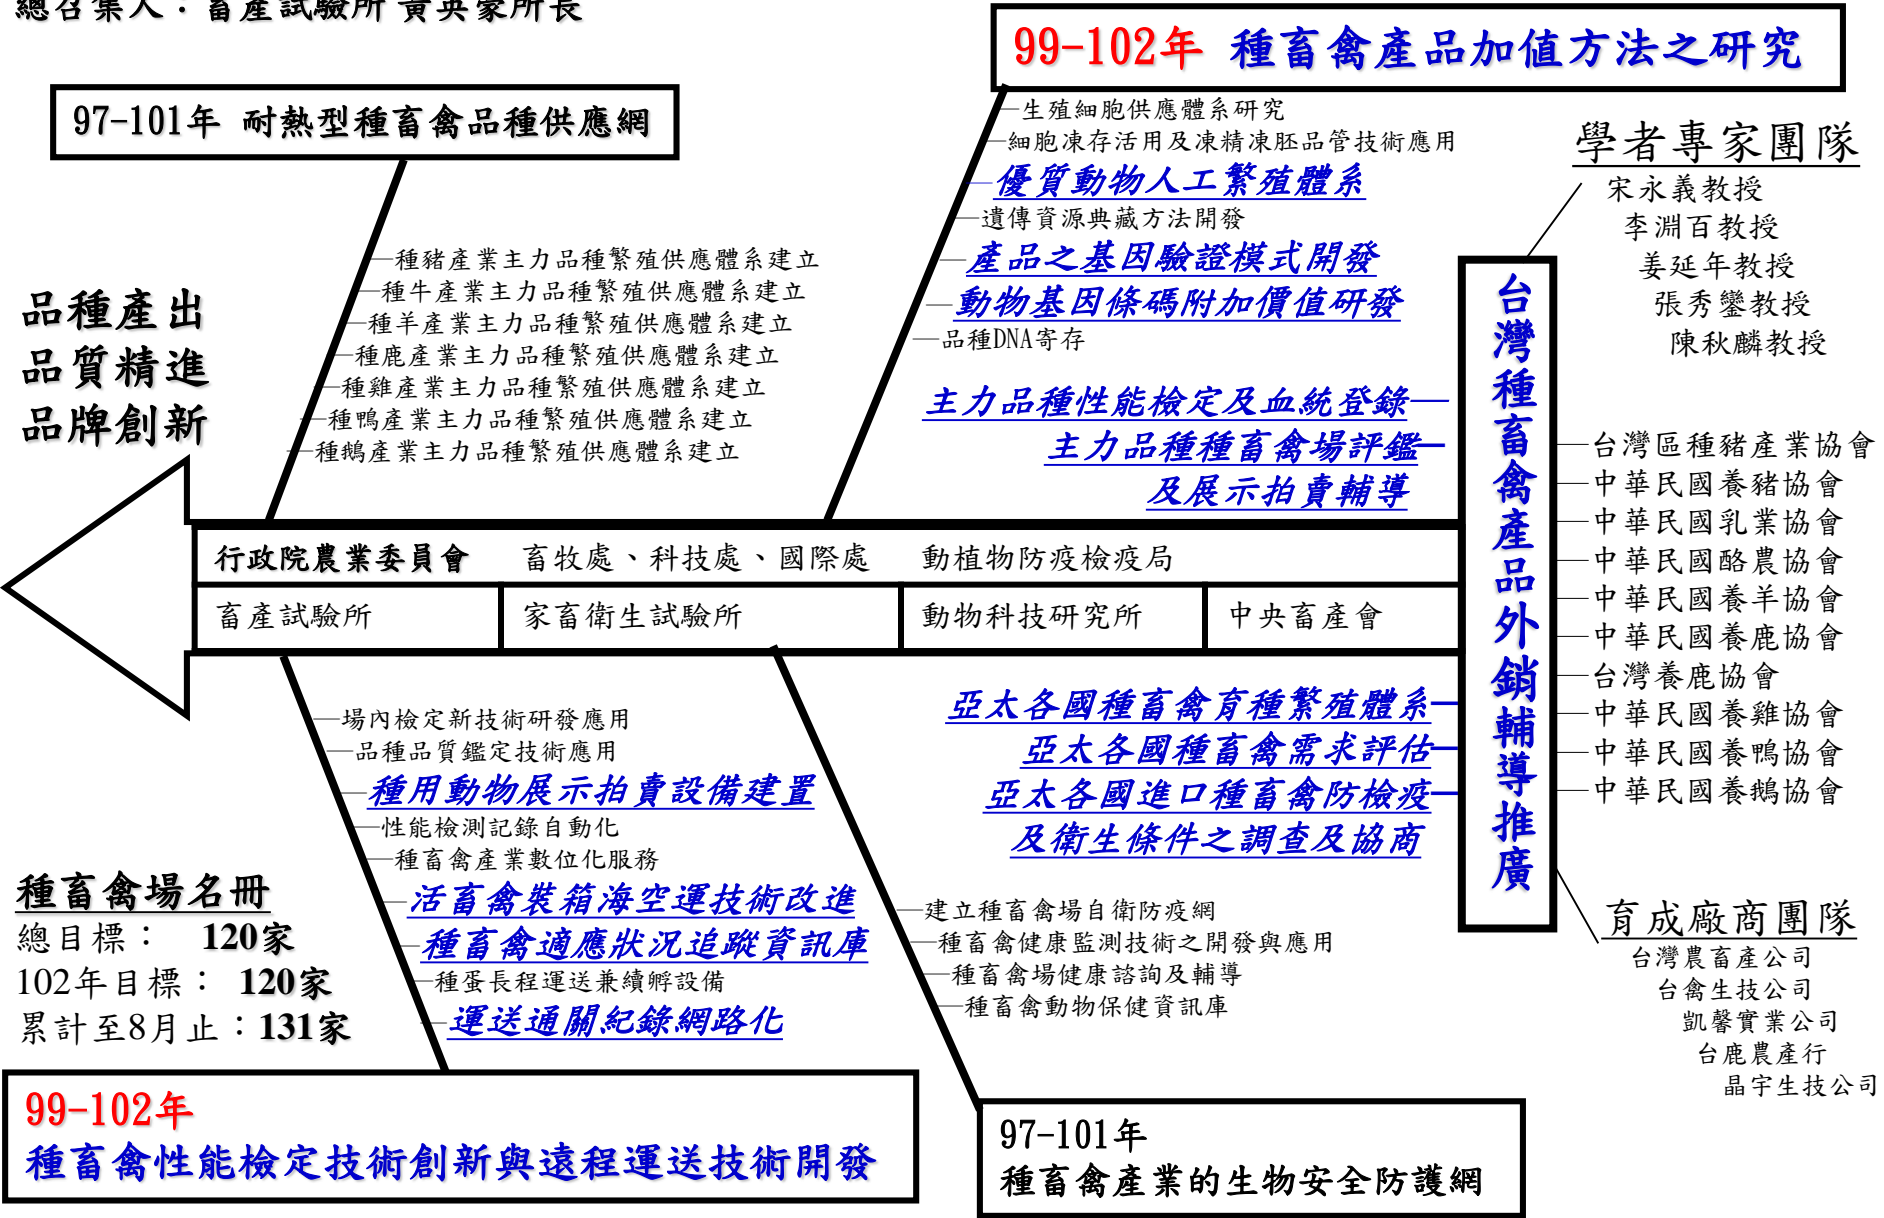 總召集人：畜產試驗所 黃英豪所長
97-101年 耐熱型種畜禽品種供應網
種豬產業主力品種繁殖供應體系建立
種牛產業主力品種繁殖供應體系建立
種羊產業主力品種繁殖供應體系建立
種鹿產業主力品種繁殖供應體系建立
種雞產業主力品種繁殖供應體系建立
種鴨產業主力品種繁殖供應體系建立
種鵝產業主力品種繁殖供應體系建立
品種產出
品質精進
品牌創新
99-102年 種畜禽產品加值方法之研究
生殖細胞供應體系研究
細胞凍存活用及凍精凍胚品管技術應用
優質動物人工繁殖體系
遺傳資源典藏方法開發
產品之基因驗證模式開發
動物基因條碼附加價值研發
品種DNA寄存
主力品種性能檢定及血統登錄
主力品種種畜禽場評鑑
及展示拍賣輔導
學者專家團隊
宋永義教授
李淵百教授
姜延年教授
張秀鑾教授
陳秋麟教授
台灣種畜禽產品外銷輔導推廣
台灣區種豬產業協會
中華民國養豬協會
中華民國乳業協會
中華民國酪農協會
中華民國養羊協會
中華民國養鹿協會
台灣養鹿協會
中華民國養雞協會
中華民國養鴨協會
中華民國養鵝協會
行政院農業委員會 畜牧處、科技處、國際處 動植物防疫檢疫局
畜產試驗所 家畜衛生試驗所 動物科技研究所 中央畜產會
場內檢定新技術研發應用
品種品質鑑定技術應用
種用動物展示拍賣設備建置
性能檢測記錄自動化
種畜禽產業數位化服務
活畜禽裝箱海空運技術改進
種畜禽適應狀況追蹤資訊庫
種蛋長程運送兼續孵設備
運送通關紀錄網路化
亞太各國種畜禽育種繁殖體系
亞太各國種畜禽需求評估
亞太各國進口種畜禽防檢疫
及衛生條件之調查及協商
建立種畜禽場自衛防疫網
種畜禽健康監測技術之開發與應用
種畜禽場健康諮詢及輔導
種畜禽動物保健資訊庫
種畜禽場名冊
總目標： 120家
102年目標： 120家
累計至8月止：131家
育成廠商團隊
台灣農畜產公司
台禽生技公司
凱馨實業公司
台鹿農產行
晶宇生技公司
99-102年
種畜禽性能檢定技術創新與遠程運送技術開發
97-101年
種畜禽產業的生物安全防護網